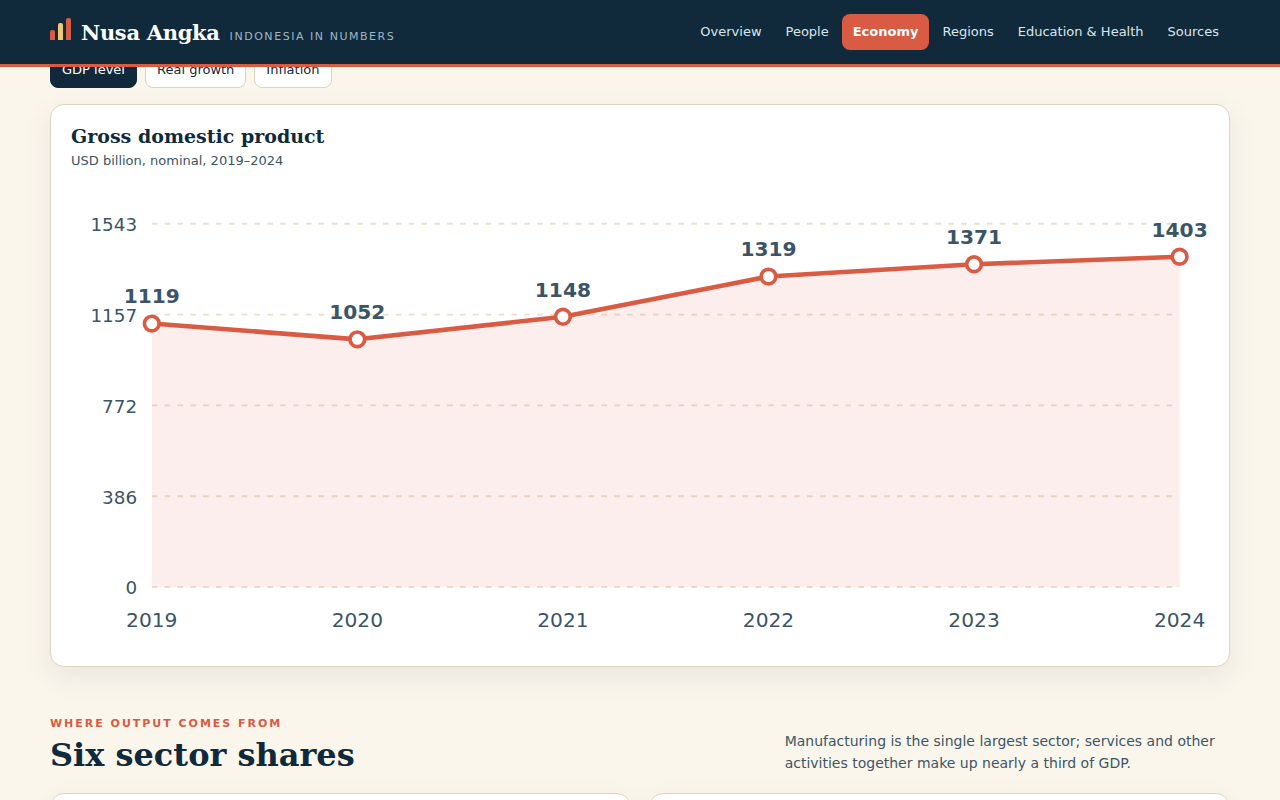 Nusa Angka INDONESIA IN NUMBERS
Overview People Economy Regions Education & Health Sources
GDP level Real growth Inflation
Gross domestic product
USD billion, nominal, 2019–2024
1543
1157
772
386
0
1119
1052
1148
1319
1371
1403
2019 2020 2021 2022 2023 2024
WHERE OUTPUT COMES FROM
Six sector shares
Manufacturing is the single largest sector; services and other
activities together make up nearly a third of GDP.